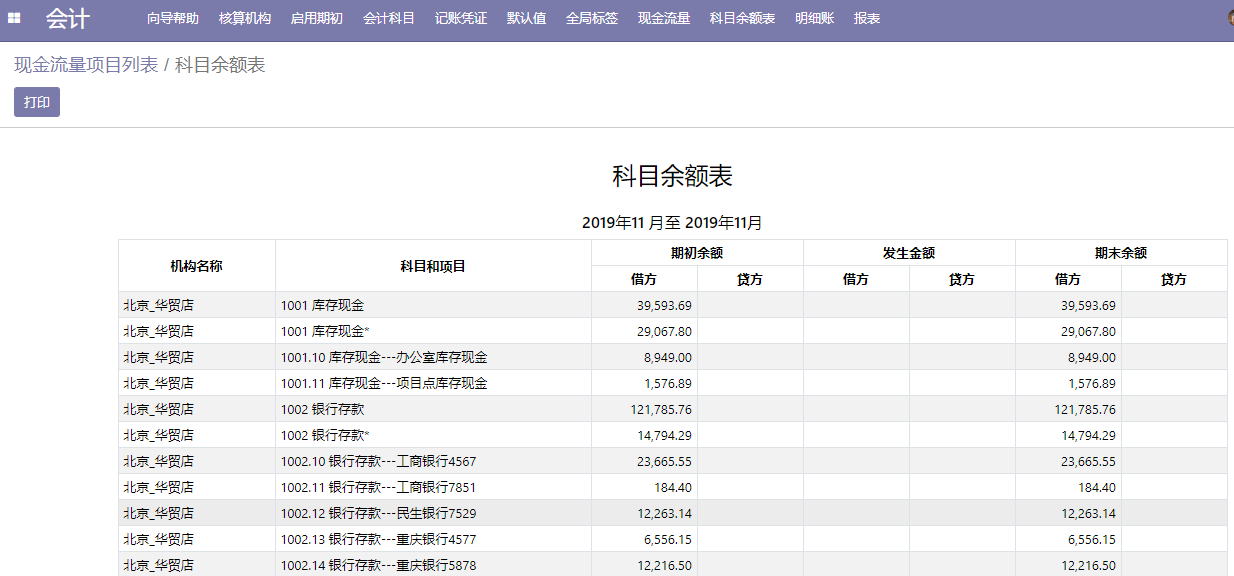 会计 向导帮助 核算机构 启用期初 会计科目 记账凭证 默认值 全局标签 现金流量 科目余额表 明细账 报表
现金流量项目列表 / 科目余额表
打印
科目余额表
2019年11 月至 2019年11月
机构名称 科目和项目 期初余额 发生金额 期末余额
借方 贷方 借方 贷方 借方 贷方
北京_华贸店 1001 库存现金 39,593.69 39,593.69
北京_华贸店 1001 库存现金* 29,067.80 29,067.80
北京_华贸店 1001.10 库存现金---办公室库存现金 8,949.00 8,949.00
北京_华贸店 1001.11 库存现金---项目点库存现金 1,576.89 1,576.89
北京_华贸店 1002 银行存款 121,785.76 121,785.76
北京_华贸店 1002 银行存款* 14,794.29 14,794.29
北京_华贸店 1002.10 银行存款---工商银行4567 23,665.55 23,665.55
北京_华贸店 1002.11 银行存款---工商银行7851 184.40 184.40
北京_华贸店 1002.12 银行存款---民生银行7529 12,263.14 12,263.14
北京_华贸店 1002.13 银行存款---重庆银行4577 6,556.15 6,556.15
北京_华贸店 1002.14 银行存款---重庆银行5878 12,216.50 12,216.50